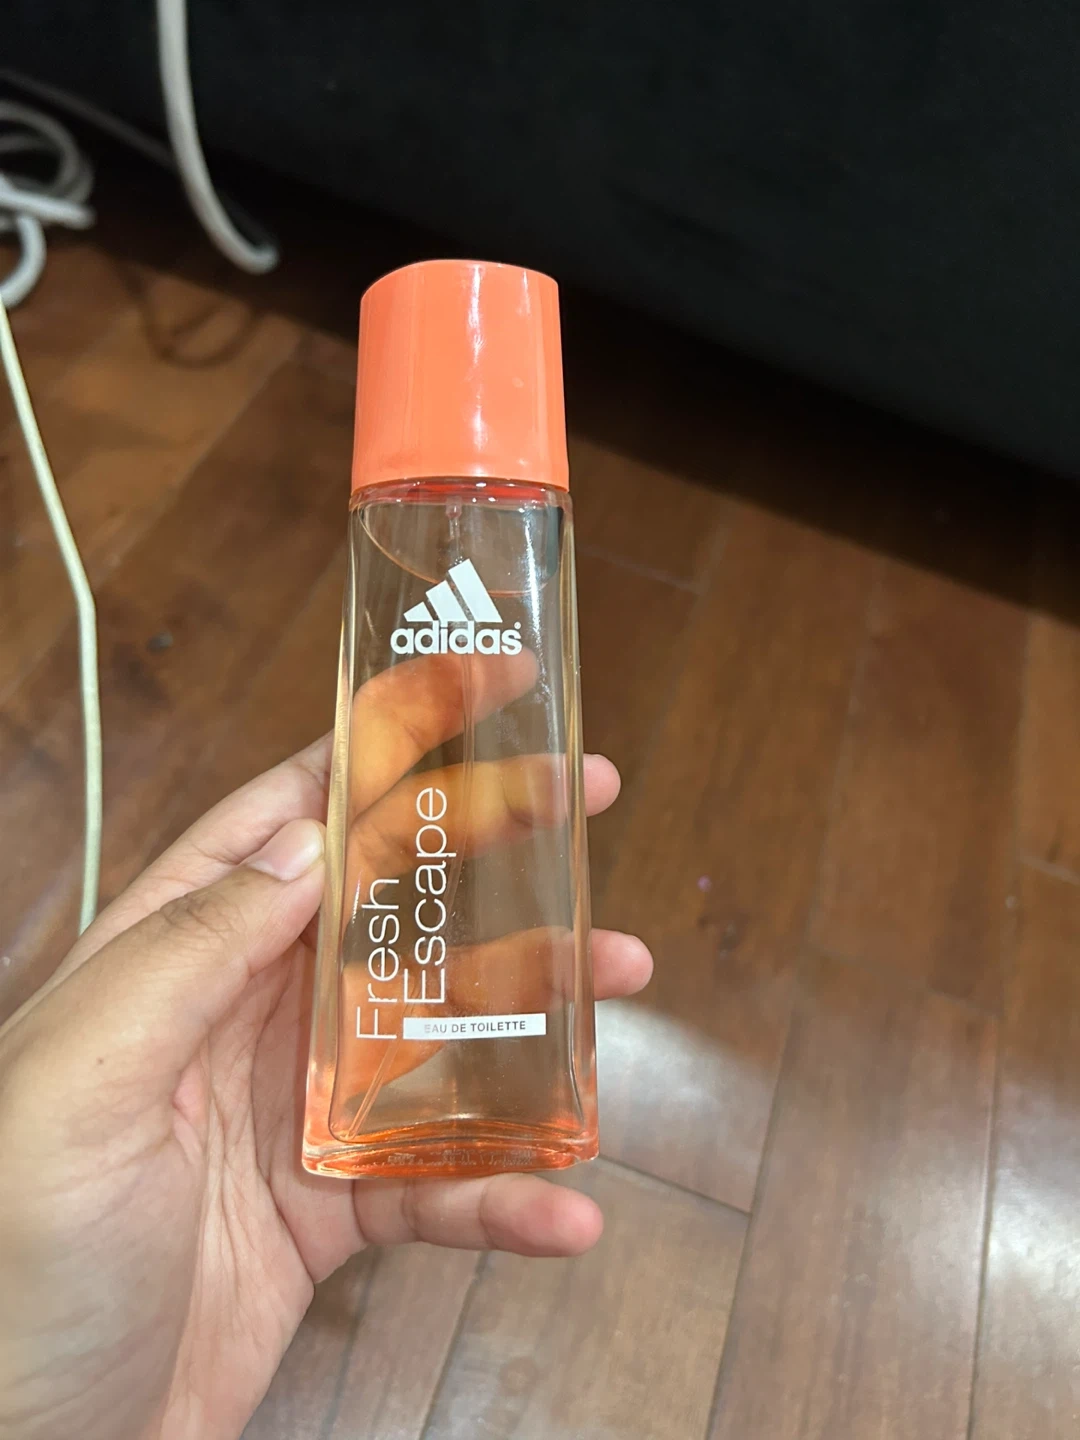 adidas
Fresh
Escape
EAU DE TOILETTE